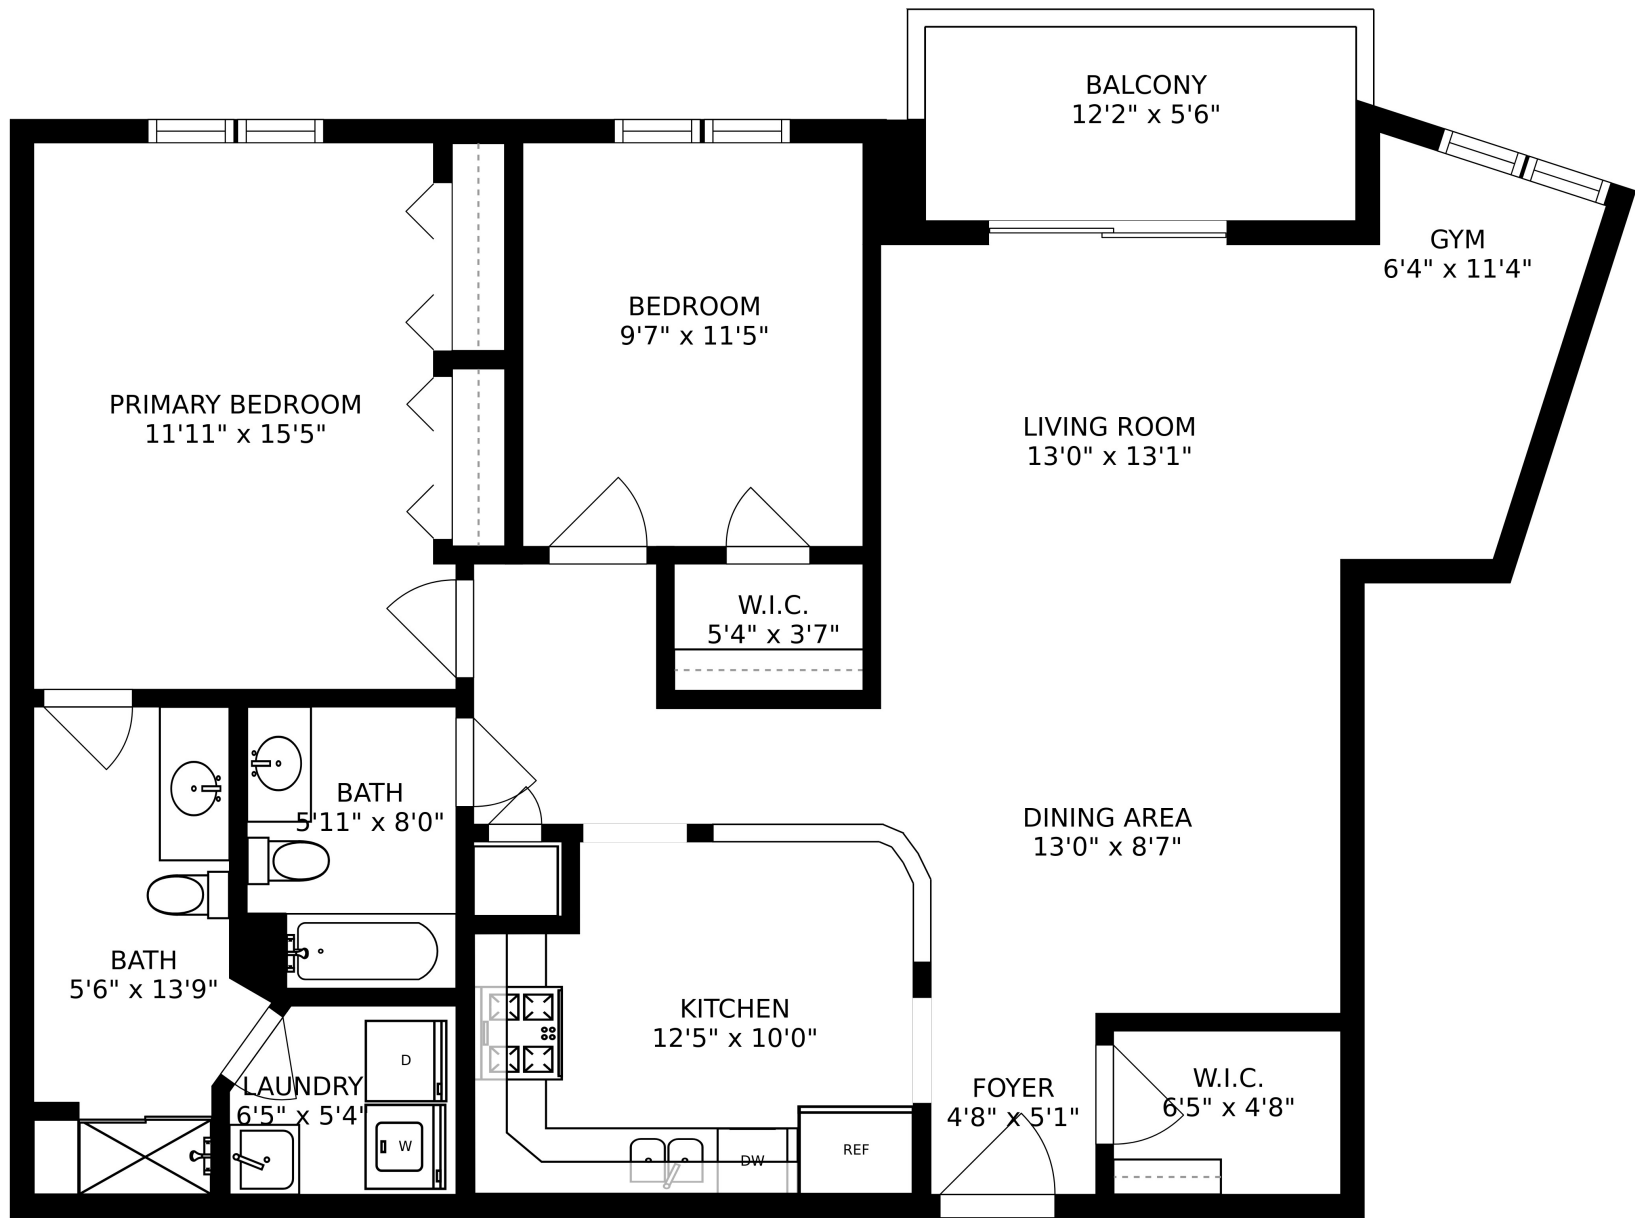 BALCONY
12'2" x 5'6"
GYM
6'4" x 11'4"
BEDROOM
9'7" x 11'5"
PRIMARY BEDROOM
11'11" x 15'5"
LIVING ROOM
13'0" x 13'1"
W.I.C.
5'4" x 3'7"
BATH
5'11" x 8'0"
DINING AREA
13'0" x 8'7"
BATH
5'6" x 13'9"
KITCHEN
12'5" x 10'0"
D
LAUNDRY
6'5" x 5'4"
FOYER
4'8" x 5'1"
W.I.C.
6'5" x 4'8"
W
DW
REF